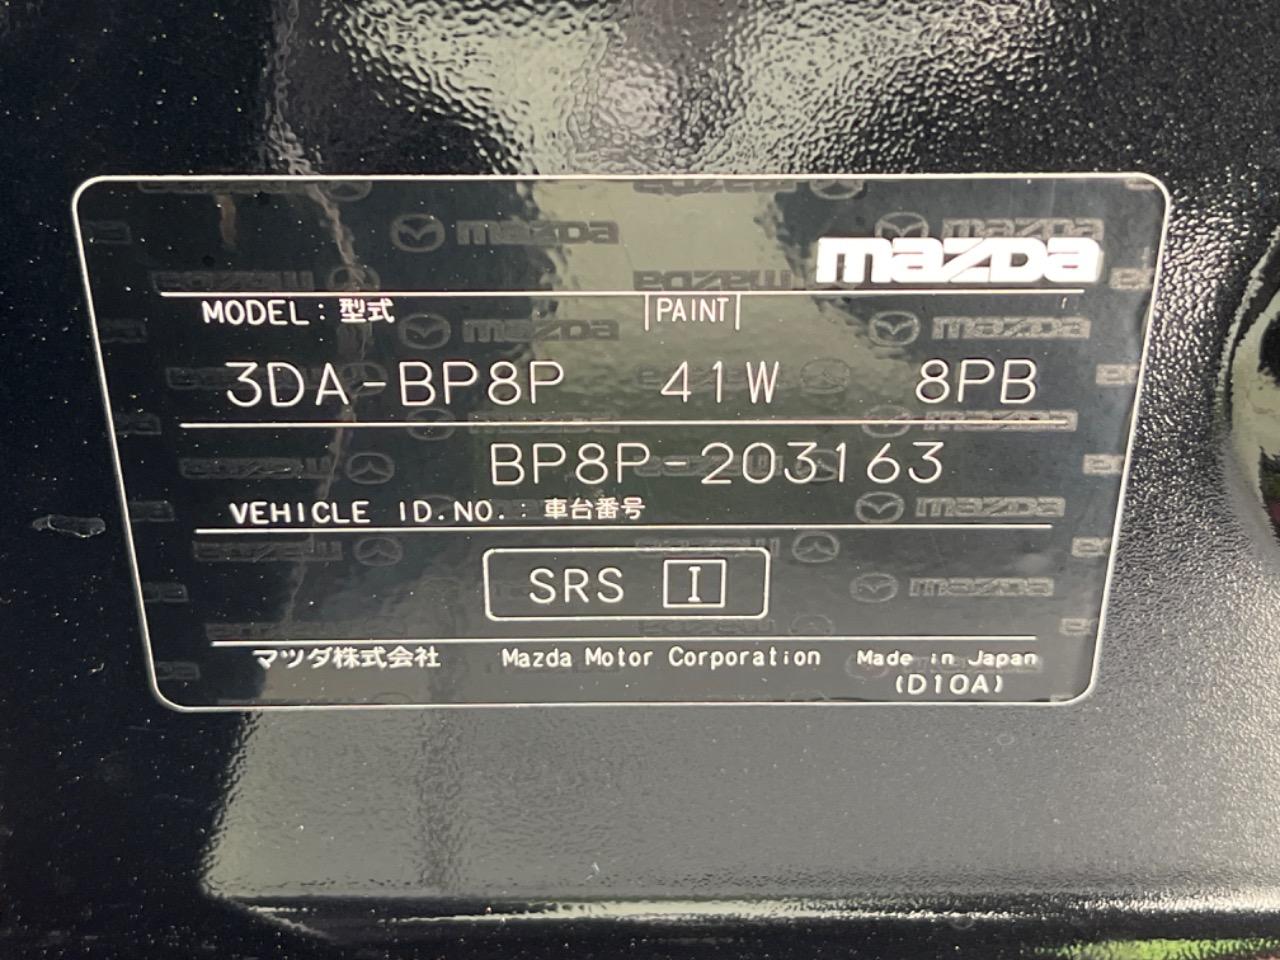 mazda
MODEL : 型式 PAINT
3DA-BP8P 41W 8PB
BP8P-203163
VEHICLE ID.NO. : 車台番号
SRS I
マツダ株式会社 Mazda Motor Corporation Made in Japan
(D10A)